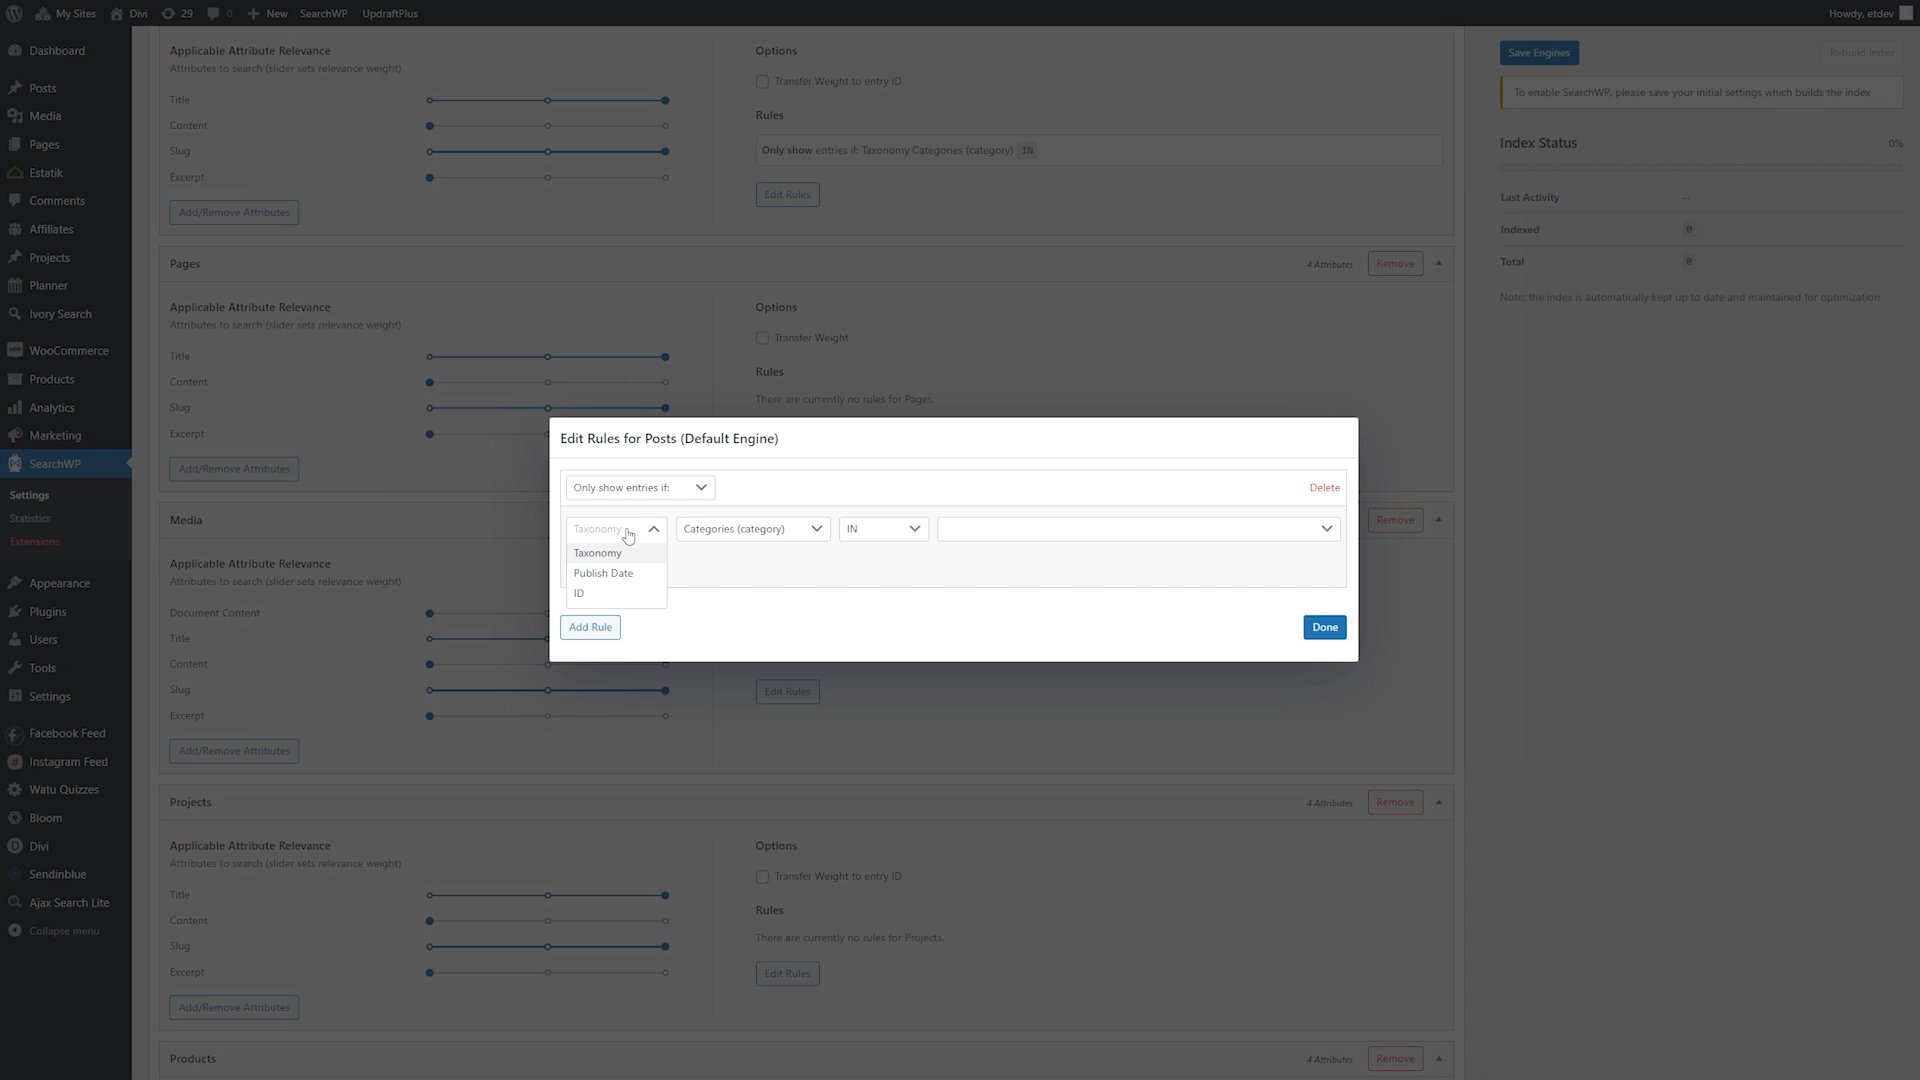 My Sites
Divi
29
0
New
SearchWP
UpdraftPlus
Howdy, etdev
Dashboard
Posts
Media
Pages
Estatik
Comments
Affiliates
Projects
Planner
Ivory Search
WooCommerce
Products
Analytics
Marketing
SearchWP
Settings
Statistics
Extensions
Appearance
Plugins
Users
Tools
Settings
Facebook Feed
Instagram Feed
Watu Quizzes
Bloom
Divi
Sendinblue
Ajax Search Lite
Collapse menu
Applicable Attribute Relevance
Attributes to search (slider sets relevance weight)
Title
Content
Slug
Excerpt
Add/Remove Attributes
Options
Transfer Weight to entry ID
Rules
Only show entries if: Taxonomy Categories (category) IN
Edit Rules
Pages
4 Attributes
Remove
Applicable Attribute Relevance
Attributes to search (slider sets relevance weight)
Title
Content
Slug
Excerpt
Add/Remove Attributes
Options
Transfer Weight
Rules
There are currently no rules for Pages.
Edit Rules for Posts (Default Engine)
Only show entries if:
Delete
Taxonomy
Categories (category)
IN
Taxonomy
Publish Date
ID
Add Rule
Done
Media
Remove
Applicable Attribute Relevance
Attributes to search (slider sets relevance weight)
Document Content
Title
Content
Slug
Excerpt
Add/Remove Attributes
Edit Rules
Projects
4 Attributes
Remove
Applicable Attribute Relevance
Attributes to search (slider sets relevance weight)
Title
Content
Slug
Excerpt
Add/Remove Attributes
Options
Transfer Weight to entry ID
Rules
There are currently no rules for Projects.
Edit Rules
Products
4 Attributes
Remove
Save Engines
Rebuild Index
To enable SearchWP, please save your initial settings which builds the index
Index Status
0%
Last Activity
--
Indexed
0
Total
0
Note: the index is automatically kept up to date and maintained for optimization